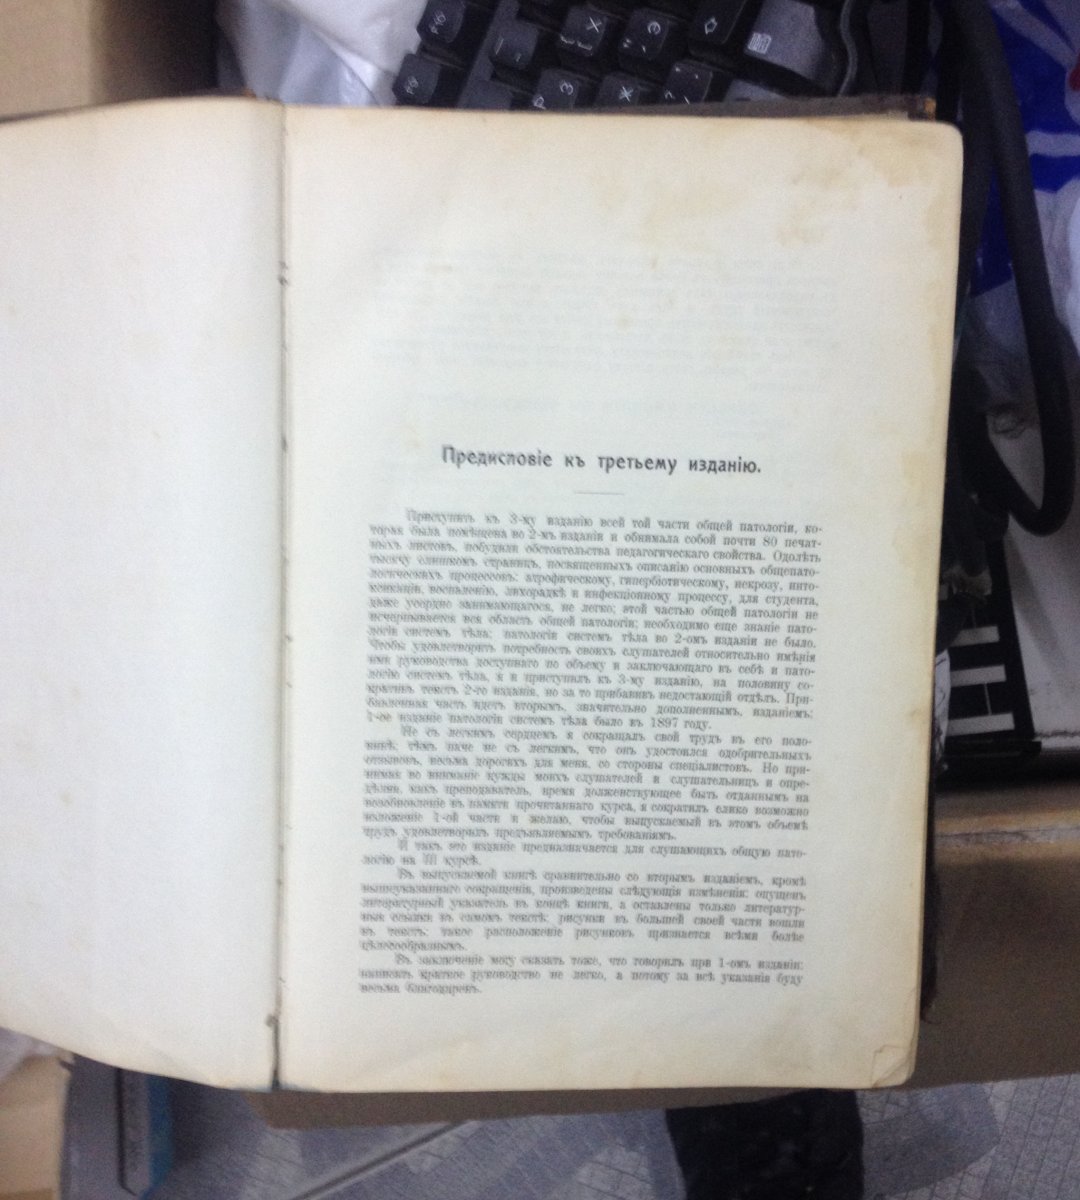 Предисловіе къ третьему изданію.
Приступить къ 3-му изданію всей той части общей патологіи, ко-
торая была помѣщена во 2-мъ изданіи и обнимала собой почти 80 печат-
ныхъ листовъ, побудили обстоятельства педагогическаго свойства. Одолѣть
тысячу слишкомъ страницъ, посвященныхъ описанію основныхъ общепато-
логическихъ процессовъ: атрофическому, гипербіотическому, некрозу, инто-
ксикаціи, воспаленію, лихорадкѣ и инфекціонному процессу, для студента,
даже усердно занимающагося, не легко; этой частью общей патологіи не
исчерпывается вся область общей патологіи; необходимо еще знаніе пато-
логіи системъ тѣла; патологіи системъ тѣла во 2-омъ изданіи не было.
Чтобы удовлетворить потребность своихъ слушателей относительно имѣнія
ими руководства доступнаго по объему и заключающаго въ себѣ и пато-
логію системъ тѣла, я и приступалъ къ 3-му изданію, на половину со-
кративъ текстъ 2-го изданія, но за то прибавивъ недостающій отдѣлъ. При-
бавленная часть идетъ вторымъ, значительно дополненнымъ, изданіемъ;
1-ое изданіе патологіи системъ тѣла было въ 1897 году.
Не съ легкимъ сердцемъ я сокращалъ свой трудъ въ его поло-
винѣ; тѣмъ паче не съ легкимъ, что онъ удостоился одобрительныхъ
отзывовъ, весьма дорогихъ для меня, со стороны спеціалистовъ. Но при-
нимая во вниманіе нужды моихъ слушателей и слушательницъ и опре-
дѣляя, какъ преподаватель, время долженствующее быть отданнымъ на
возобновленіе въ памяти прочитаннаго курса, я сократилъ елико возможно
изложеніе 1-ой части и желаю, чтобы выпускаемый въ этомъ объемѣ
трудъ удовлетворилъ предъявляемымъ требованіямъ.
И такъ это изданіе предназначается для слушающихъ общую пато-
логію на III курсѣ.
Въ выпускаемой книгѣ сравнительно со вторымъ изданіемъ, кромѣ
вышеуказаннаго сокращенія, произведены слѣдующія измѣненія: опущенъ
литературный указатель въ концѣ книги, а оставлены только литератур-
ныя ссылки въ самомъ текстѣ; рисунки въ большей своей части вошли
въ текстъ; такое расположеніе рисунковъ признается всѣми болѣе
цѣлесообразнымъ.
Въ заключеніе могу сказать тоже, что говорилъ при 1-омъ изданіи:
написать краткое руководство не легко, а потому за всѣ указанія буду
весьма благодаренъ.